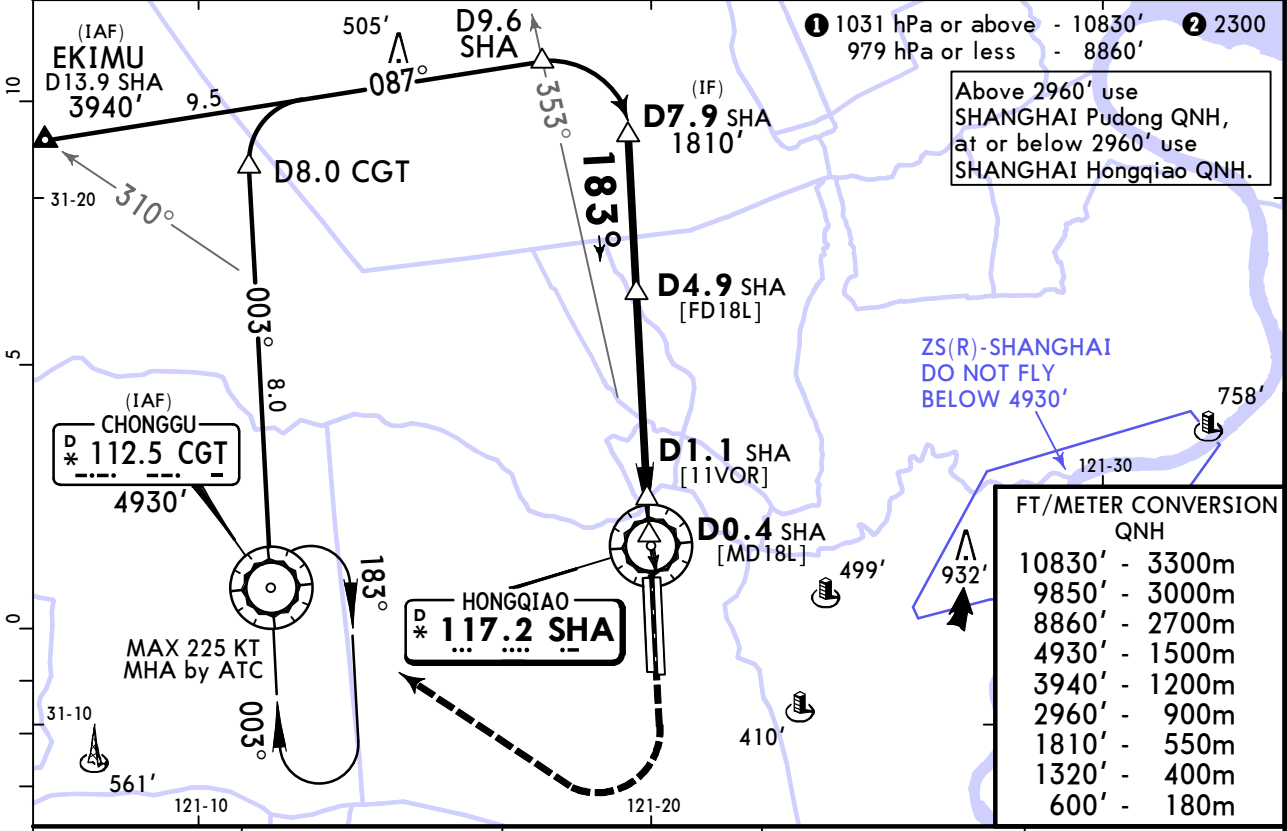 (IAF)
EKIMU
D13.9 SHA
3940'
9.5
505'
087°
D9.6
SHA
353°
❶ 1031 hPa or above - 10830'
979 hPa or less - 8860'
❷ 2300
Above 2960' use
SHANGHAI Pudong QNH,
at or below 2960' use
SHANGHAI Hongqiao QNH.
(IF)
D7.9 SHA
1810'
183°
10
D8.0 CGT
31-20
310°
D4.9 SHA
[FD18L]
003°
8.0
5
ZS(R)-SHANGHAI
DO NOT FLY
BELOW 4930'
758'
121-30
(IAF)
CHONGGU
D
* 112.5 CGT
4930'
D1.1 SHA
[11VOR]
D0.4 SHA
[MD18L]
183°
HONGQIAO
D
* 117.2 SHA
499'
932'
0
MAX 225 KT
MHA by ATC
003°
31-10
561'
121-10
121-20
410'
FT/METER CONVERSION
QNH
10830' - 3300m
9850' - 3000m
8860' - 2700m
4930' - 1500m
3940' - 1200m
2960' - 900m
1810' - 550m
1320' - 400m
600' - 180m